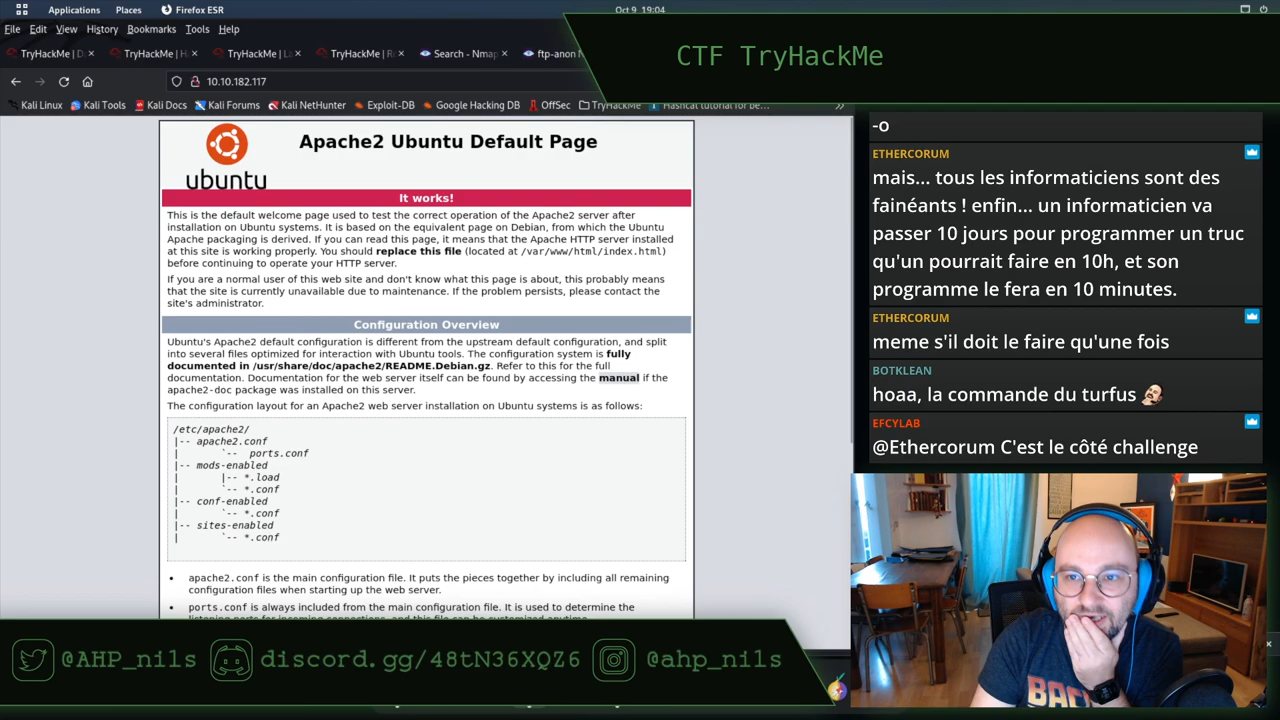 Applications Places Firefox ESR Oct 9 19:04
File Edit View History Bookmarks Tools Help
TryHackMe | D TryHackMe | H TryHackMe | L TryHackMe | R Search - Nmap ftp-anon
10.10.182.117
Kali Linux Kali Tools Kali Docs Kali Forums Kali NetHunter Exploit-DB Google Hacking DB OffSec TryHackMe Hashcat tutorial for be…
CTF TryHackMe
ubuntu
Apache2 Ubuntu Default Page
It works!
This is the default welcome page used to test the correct operation of the Apache2 server after
installation on Ubuntu systems. It is based on the equivalent page on Debian, from which the Ubuntu
Apache packaging is derived. If you can read this page, it means that the Apache HTTP server installed
at this site is working properly. You should replace this file (located at /var/www/html/index.html)
before continuing to operate your HTTP server.
If you are a normal user of this web site and don't know what this page is about, this probably means
that the site is currently unavailable due to maintenance. If the problem persists, please contact the
site's administrator.
Configuration Overview
Ubuntu's Apache2 default configuration is different from the upstream default configuration, and split
into several files optimized for interaction with Ubuntu tools. The configuration system is fully
documented in /usr/share/doc/apache2/README.Debian.gz. Refer to this for the full
documentation. Documentation for the web server itself can be found by accessing the manual if the
apache2-doc package was installed on this server.
The configuration layout for an Apache2 web server installation on Ubuntu systems is as follows:
/etc/apache2/
|-- apache2.conf
|       `--  ports.conf
|-- mods-enabled
|       |-- *.load
|       `-- *.conf
|-- conf-enabled
|       `-- *.conf
|-- sites-enabled
|       `-- *.conf
• apache2.conf is the main configuration file. It puts the pieces together by including all remaining
configuration files when starting up the web server.
• ports.conf is always included from the main configuration file. It is used to determine the
-o
ETHERCORUM
mais... tous les informaticiens sont des
fainéants ! enfin... un informaticien va
passer 10 jours pour programmer un truc
qu'un pourrait faire en 10h, et son
programme le fera en 10 minutes.
ETHERCORUM
meme s'il doit le faire qu'une fois
BOTKLEAN
hoaa, la commande du turfus
EFCYLAB
@Ethercorum C'est le côté challenge
@AHP_nils discord.gg/48tN36XQZ6 @ahp_nils